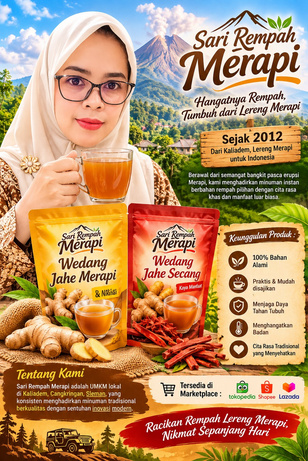 Sari Rempah
Merapi
Hangatnya Rempah,
Tumbuh dari Lereng Merapi
Sejak 2012
Dari Kaliadem, Lereng Merapi
untuk Indonesia
Berawal dari semangat bangkit pasca erupsi
Merapi, kami menghadirkan minuman instan
berbahan rempah pilihan dengan cita rasa
khas dan manfaat luar biasa.
Sari Rempah
Merapi
Wedang
Jahe Merapi
Sari Rempah
Merapi
Wedang
Jahe Secang
Kaya Manfaat
Keunggulan Produk :
100% Bahan
Alami
Praktis & Mudah
disajikan
Menjaga Daya
Tahan Tubuh
Menghangatkan
Badan
Cita Rasa Tradisional
yang Menyehatkan
Tentang Kami
Sari Rempah Merapi adalah UMKM lokal
di Kaliadem, Cangkringan, Sleman, yang
konsisten menghadirkan minuman tradisional
berkualitas dengan sentuhan inovasi modern.
Tersedia di
Marketplace :
tokopedia
Shopee
Lazada
Racikan Rempah Lereng Merapi,
Nikmat Sepanjang Hari